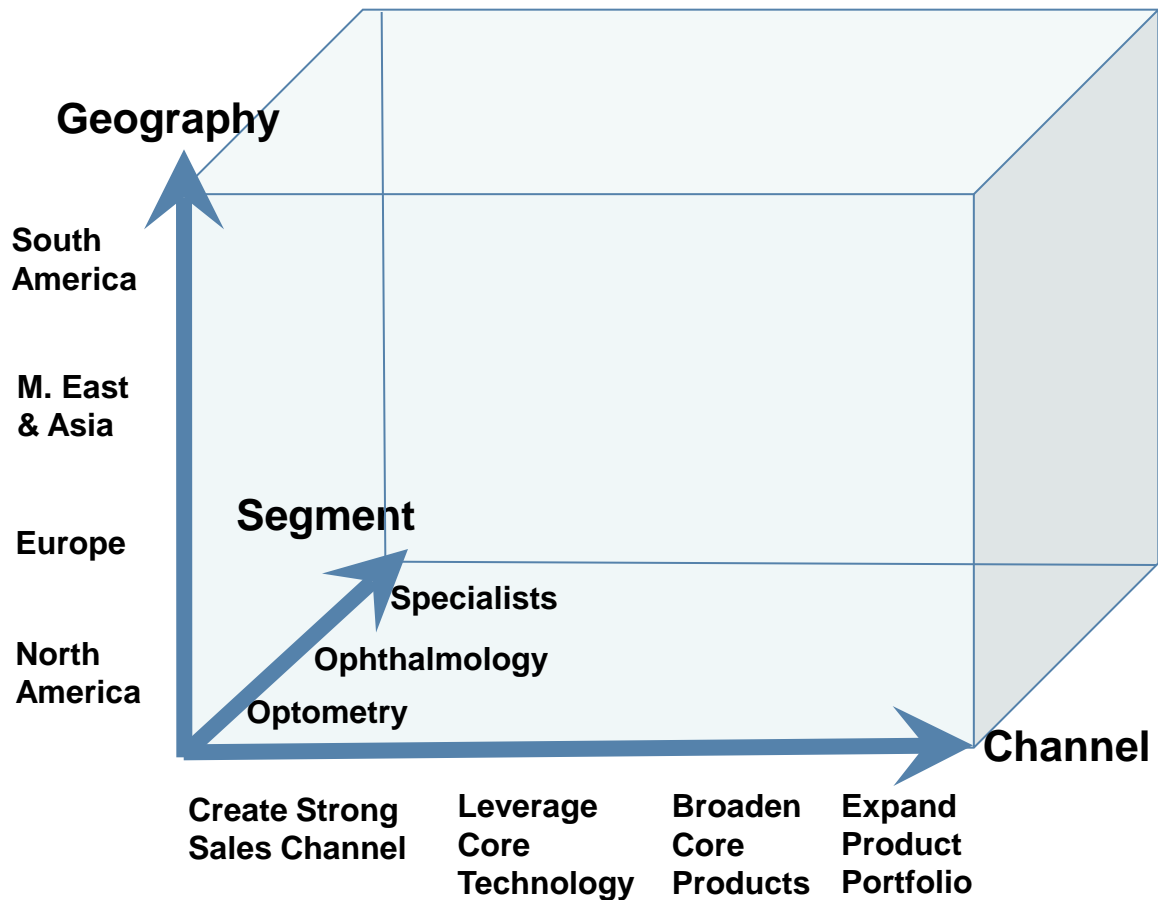 Geography
South
America
M. East
& Asia
Europe
North
America
Segment
Specialists
Ophthalmology
Optometry
Channel
Create Strong
Sales Channel
Leverage
Core
Technology
Broaden
Core
Products
Expand
Product
Portfolio